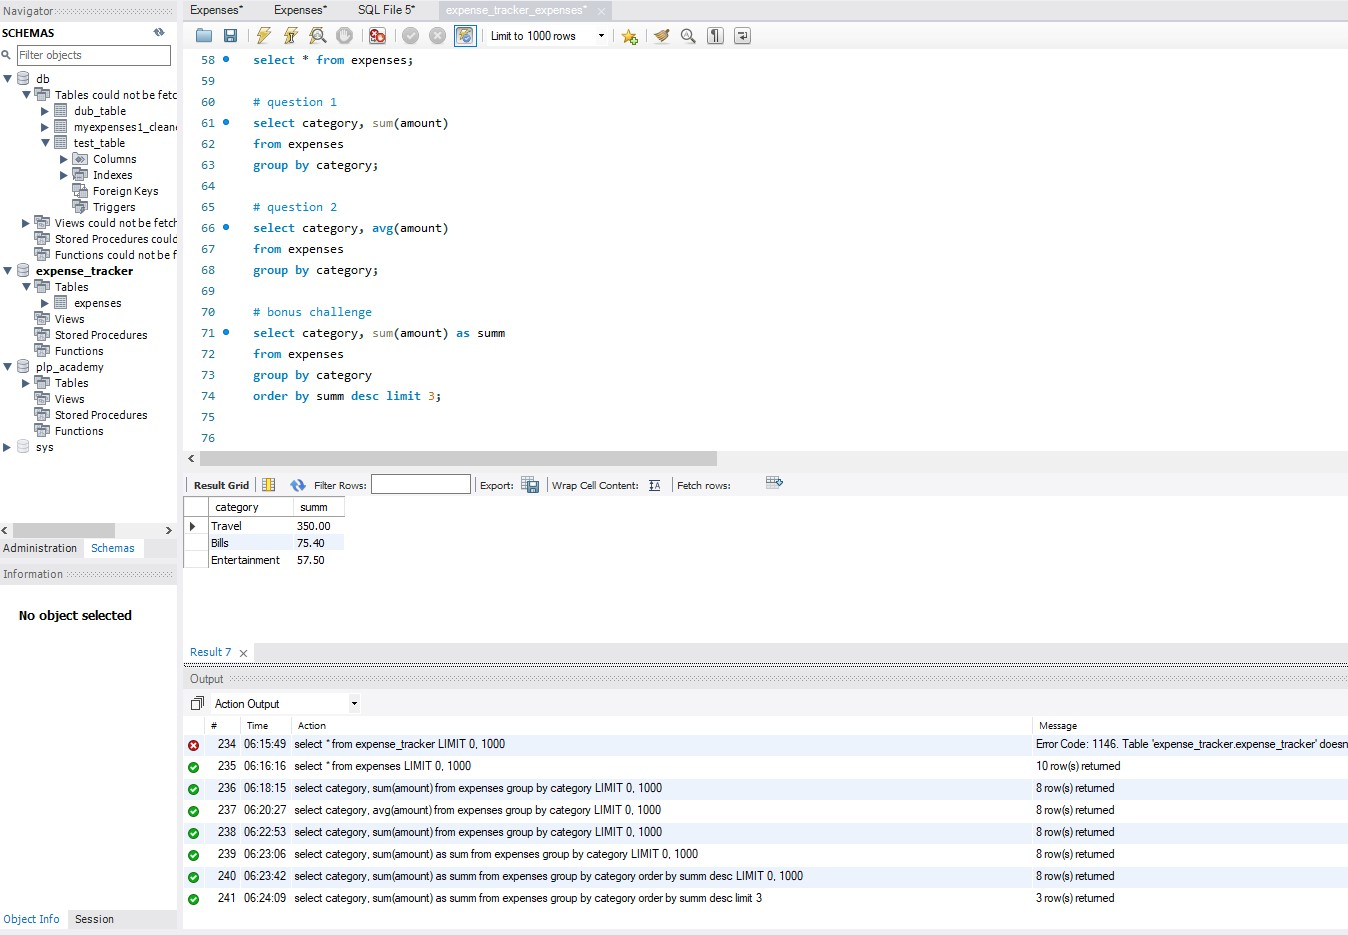 Navigator
SCHEMAS
Filter objects
db
Tables could not be fetc
dub_table
myexpenses1_clean
test_table
Columns
Indexes
Foreign Keys
Triggers
Views could not be fetch
Stored Procedures could
Functions could not be f
expense_tracker
Tables
expenses
Views
Stored Procedures
Functions
plp_academy
Tables
Views
Stored Procedures
Functions
sys
Administration Schemas
Information
No object selected
Object Info Session
Expenses* Expenses* SQL File 5* expense_tracker_expenses*
Limit to 1000 rows
58 select * from expenses;
59
60 # question 1
61 select category, sum(amount)
62 from expenses
63 group by category;
64
65 # question 2
66 select category, avg(amount)
67 from expenses
68 group by category;
69
70 # bonus challenge
71 select category, sum(amount) as summ
72 from expenses
73 group by category
74 order by summ desc limit 3;
75
76
Result Grid Filter Rows: Export: Wrap Cell Content: Fetch rows:
category summ
Travel 350.00
Bills 75.40
Entertainment 57.50
Result 7
Output
Action Output
# Time Action Message
234 06:15:49 select * from expense_tracker LIMIT 0, 1000 Error Code: 1146. Table 'expense_tracker.expense_tracker' doesn
235 06:16:16 select * from expenses LIMIT 0, 1000 10 row(s) returned
236 06:18:15 select category, sum(amount) from expenses group by category LIMIT 0, 1000 8 row(s) returned
237 06:20:27 select category, avg(amount) from expenses group by category LIMIT 0, 1000 8 row(s) returned
238 06:22:53 select category, sum(amount) from expenses group by category LIMIT 0, 1000 8 row(s) returned
239 06:23:06 select category, sum(amount) as sum from expenses group by category LIMIT 0, 1000 8 row(s) returned
240 06:23:42 select category, sum(amount) as summ from expenses group by category order by summ desc LIMIT 0, 1000 8 row(s) returned
241 06:24:09 select category, sum(amount) as summ from expenses group by category order by summ desc limit 3 3 row(s) returned